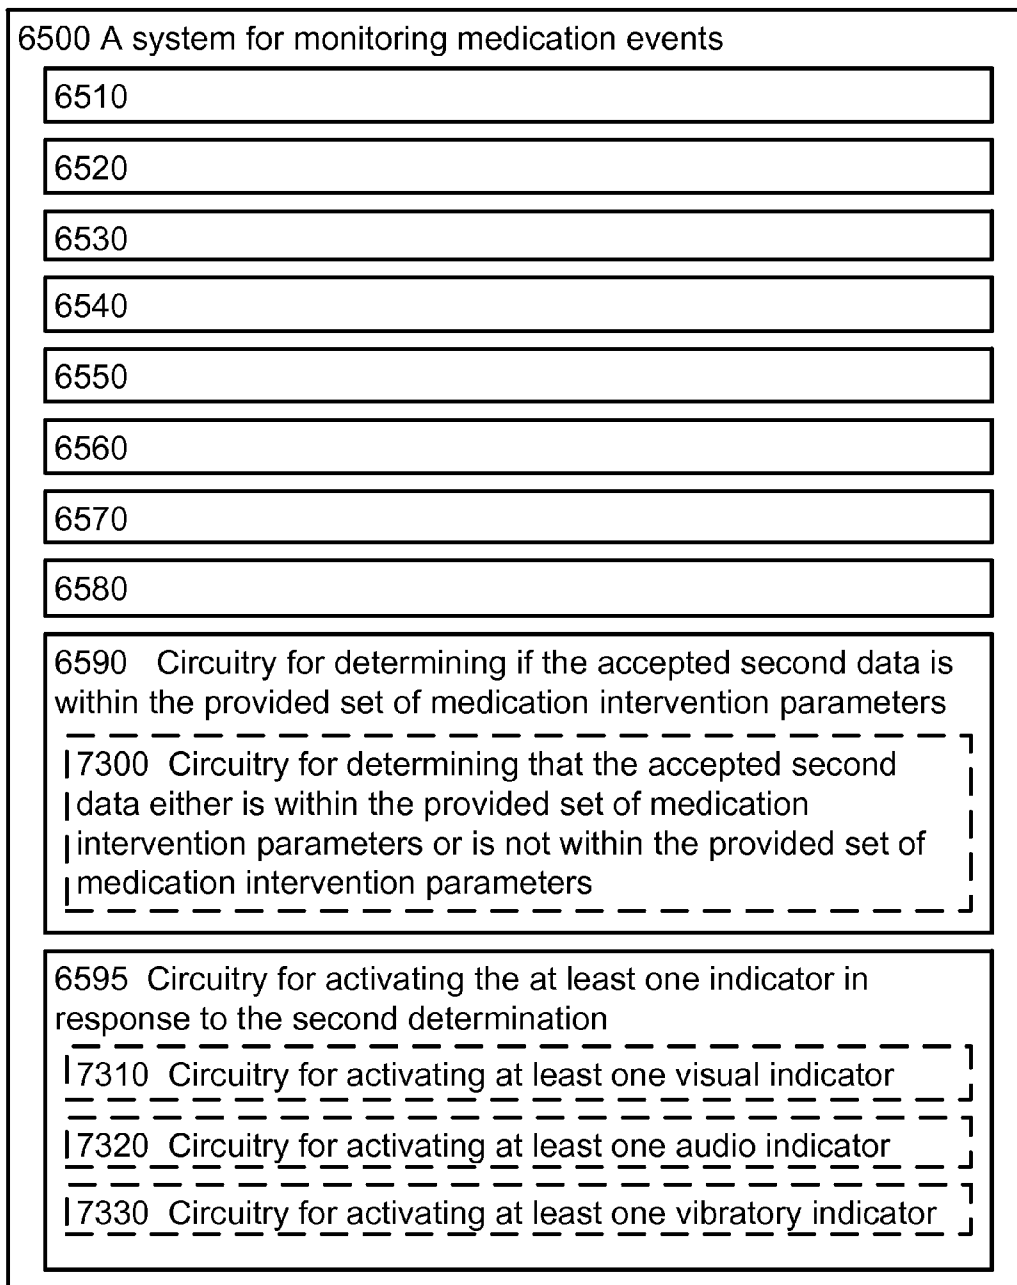 6500 A system for monitoring medication events
6510
6520
6530
6540
6550
6560
6570
6580
6590 Circuitry for determining if the accepted second data is
within the provided set of medication intervention parameters
7300 Circuitry for determining that the accepted second
data either is within the provided set of medication
intervention parameters or is not within the provided set of
medication intervention parameters
6595 Circuitry for activating the at least one indicator in
response to the second determination
7310 Circuitry for activating at least one visual indicator
7320 Circuitry for activating at least one audio indicator
7330 Circuitry for activating at least one vibratory indicator